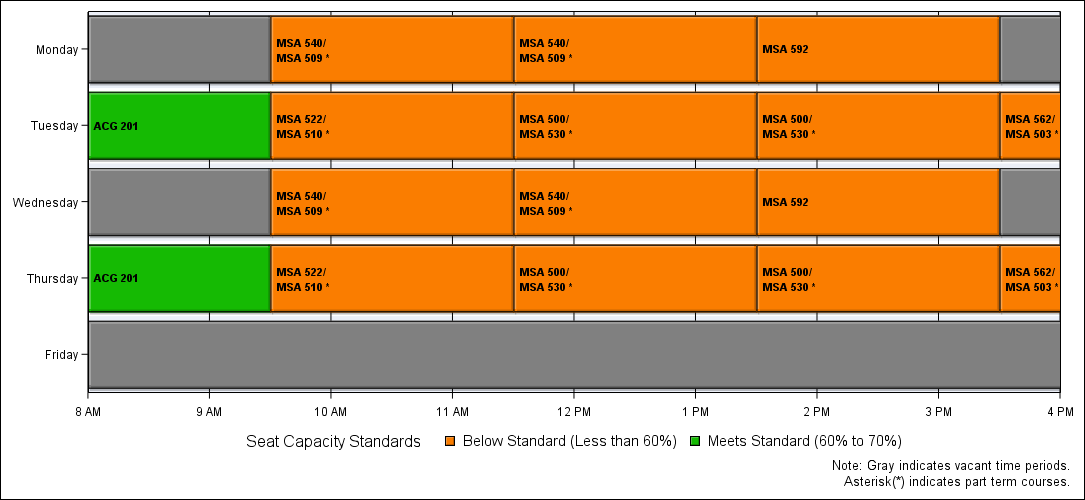 Monday
MSA 540/
MSA 509 *
MSA 540/
MSA 509 *
MSA 592
Tuesday
ACG 201
MSA 522/
MSA 510 *
MSA 500/
MSA 530 *
MSA 500/
MSA 530 *
MSA 562/
MSA 503 *
Wednesday
MSA 540/
MSA 509 *
MSA 540/
MSA 509 *
MSA 592
Thursday
ACG 201
MSA 522/
MSA 510 *
MSA 500/
MSA 530 *
MSA 500/
MSA 530 *
MSA 562/
MSA 503 *
Friday
8 AM 9 AM 10 AM 11 AM 12 PM 1 PM 2 PM 3 PM 4 PM
Seat Capacity Standards Below Standard (Less than 60%) Meets Standard (60% to 70%)
Note: Gray indicates vacant time periods.
Asterisk(*) indicates part term courses.